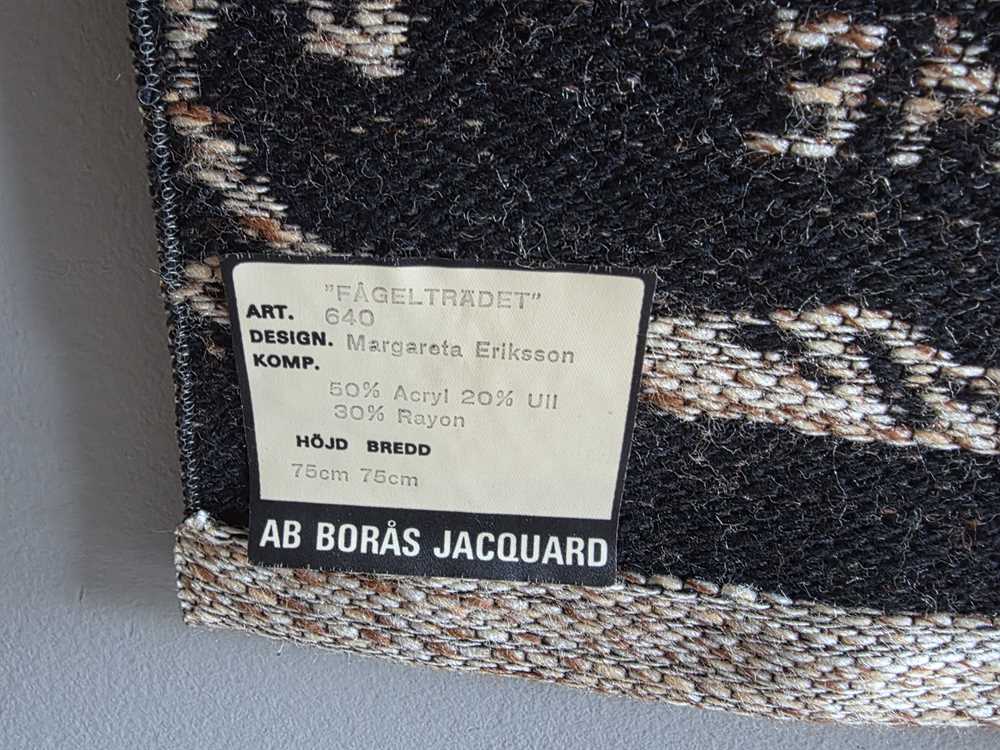 "FÅGELTRÄDET"
ART. 640
DESIGN. Margareta Eriksson
KOMP.
50% Acryl 20% Ull
30% Rayon
HÖJD BREDD
75cm 75cm
AB BORÅS JACQUARD